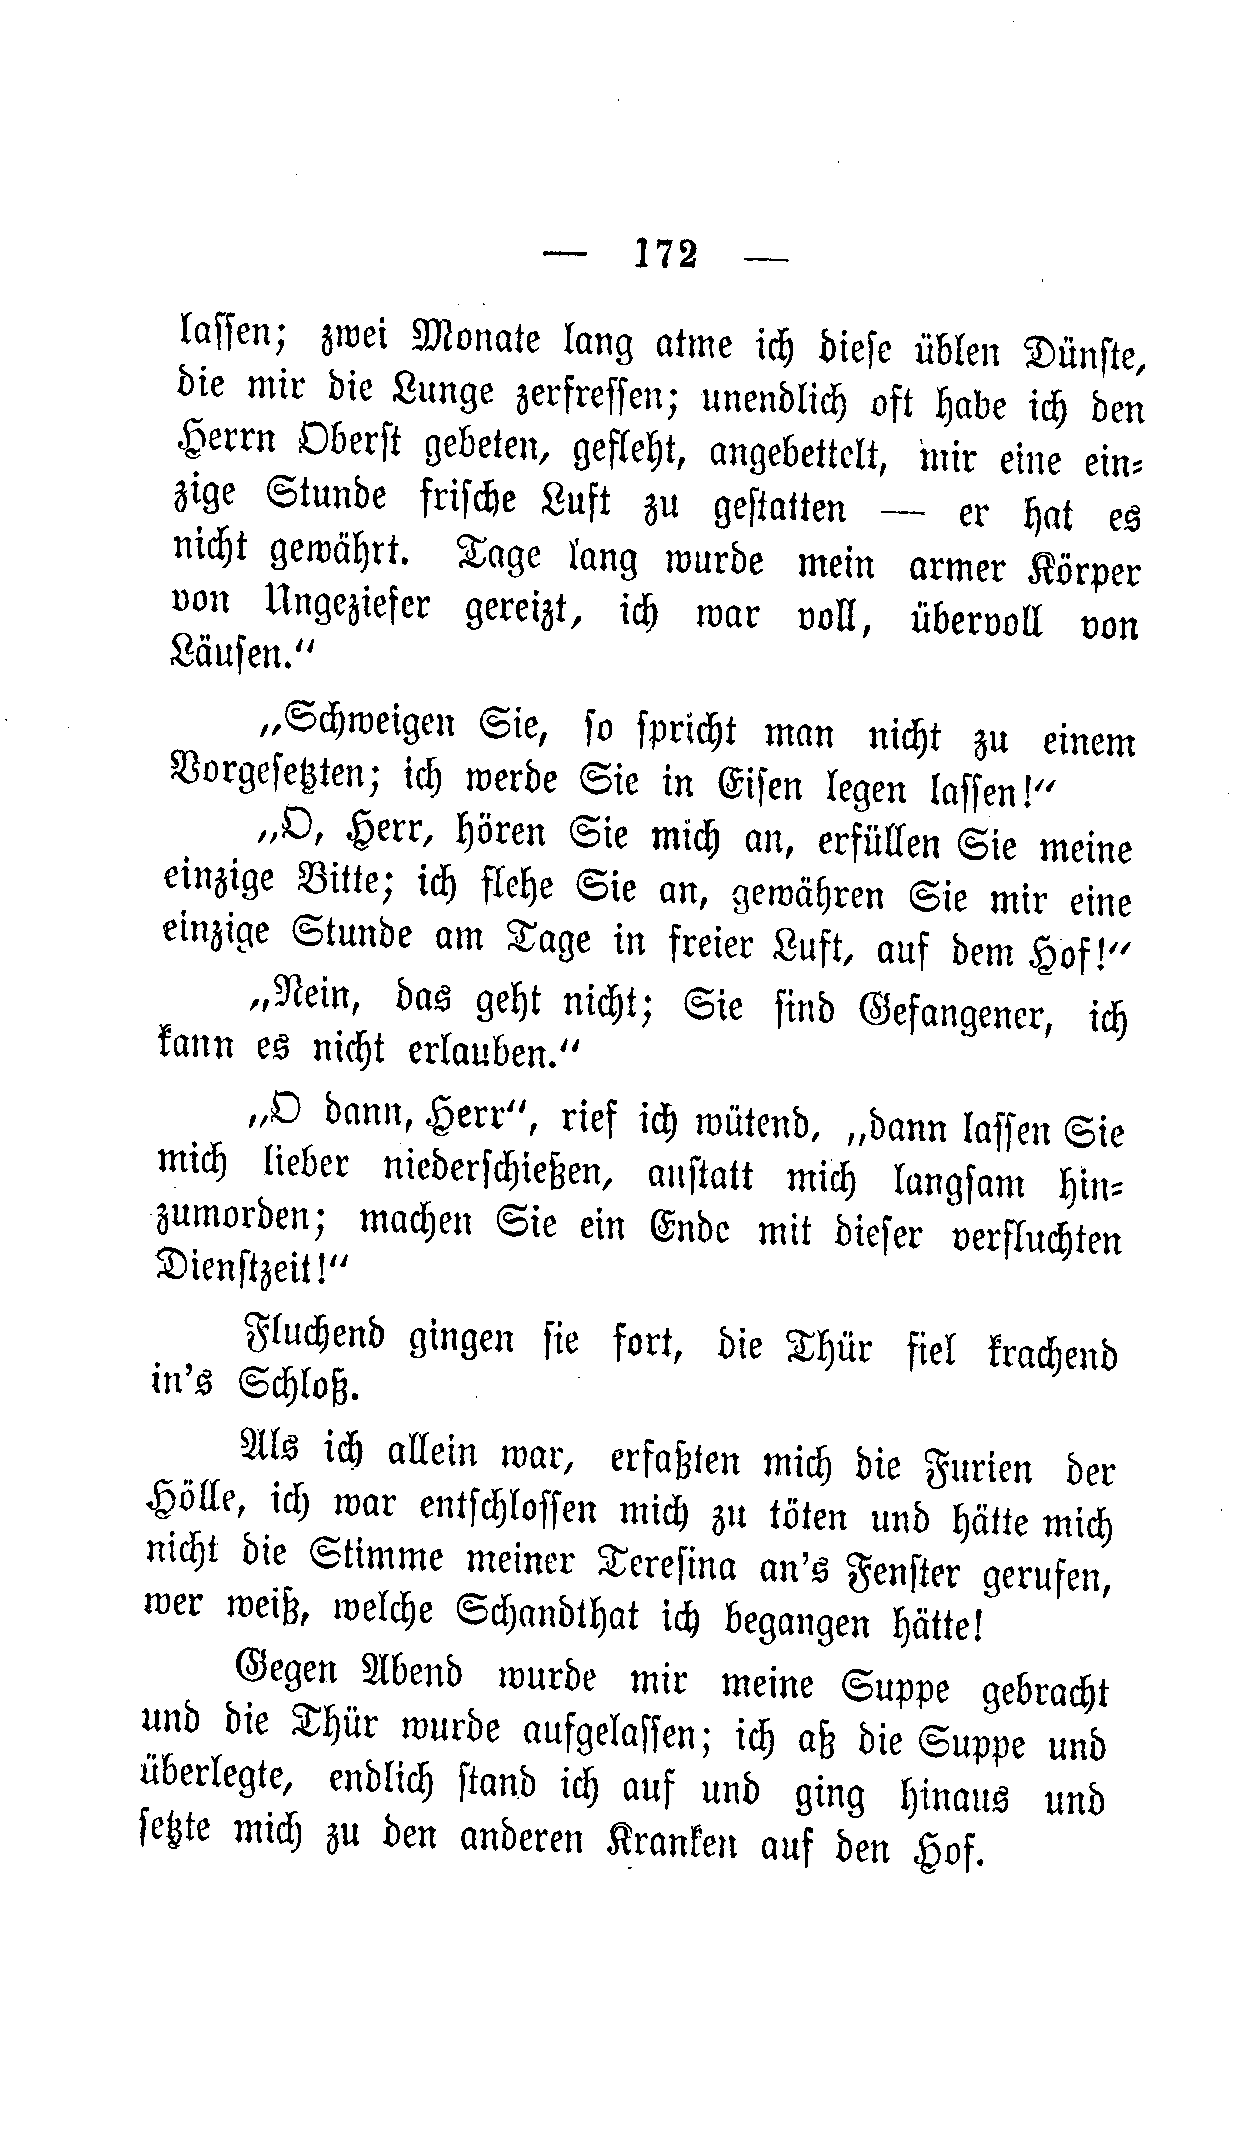 — 172 —
lassen; zwei Monate lang atme ich diese üblen Dünste,
die mir die Lunge zerfressen; unendlich oft habe ich den
Herrn Oberst gebeten, gefleht, angebettelt, mir eine ein-
zige Stunde frische Luft zu gestatten — er hat es
nicht gewährt. Tage lang wurde mein armer Körper
von Ungeziefer gereizt, ich war voll, übervoll von
Läusen.“
„Schweigen Sie, so spricht man nicht zu einem
Vorgesetzten; ich werde Sie in Eisen legen lassen!“
„O, Herr, hören Sie mich an, erfüllen Sie meine
einzige Bitte; ich flehe Sie an, gewähren Sie mir eine
einzige Stunde am Tage in freier Luft, auf dem Hof!“
„Nein, das geht nicht; Sie sind Gefangener, ich
kann es nicht erlauben.“
„O dann, Herr“, rief ich wütend, „dann lassen Sie
mich lieber niederschießen, anstatt mich langsam hin-
zumorden; machen Sie ein Ende mit dieser verfluchten
Dienstzeit!“
Fluchend gingen sie fort, die Thür fiel krachend
in's Schloß.
Als ich allein war, erfaßten mich die Furien der
Hölle, ich war entschlossen mich zu töten und hätte mich
nicht die Stimme meiner Teresina an's Fenster gerufen,
wer weiß, welche Schandthat ich begangen hätte!
Gegen Abend wurde mir meine Suppe gebracht
und die Thür wurde aufgelassen; ich aß die Suppe und
überlegte, endlich stand ich auf und ging hinaus und
setzte mich zu den anderen Kranken auf den Hof.